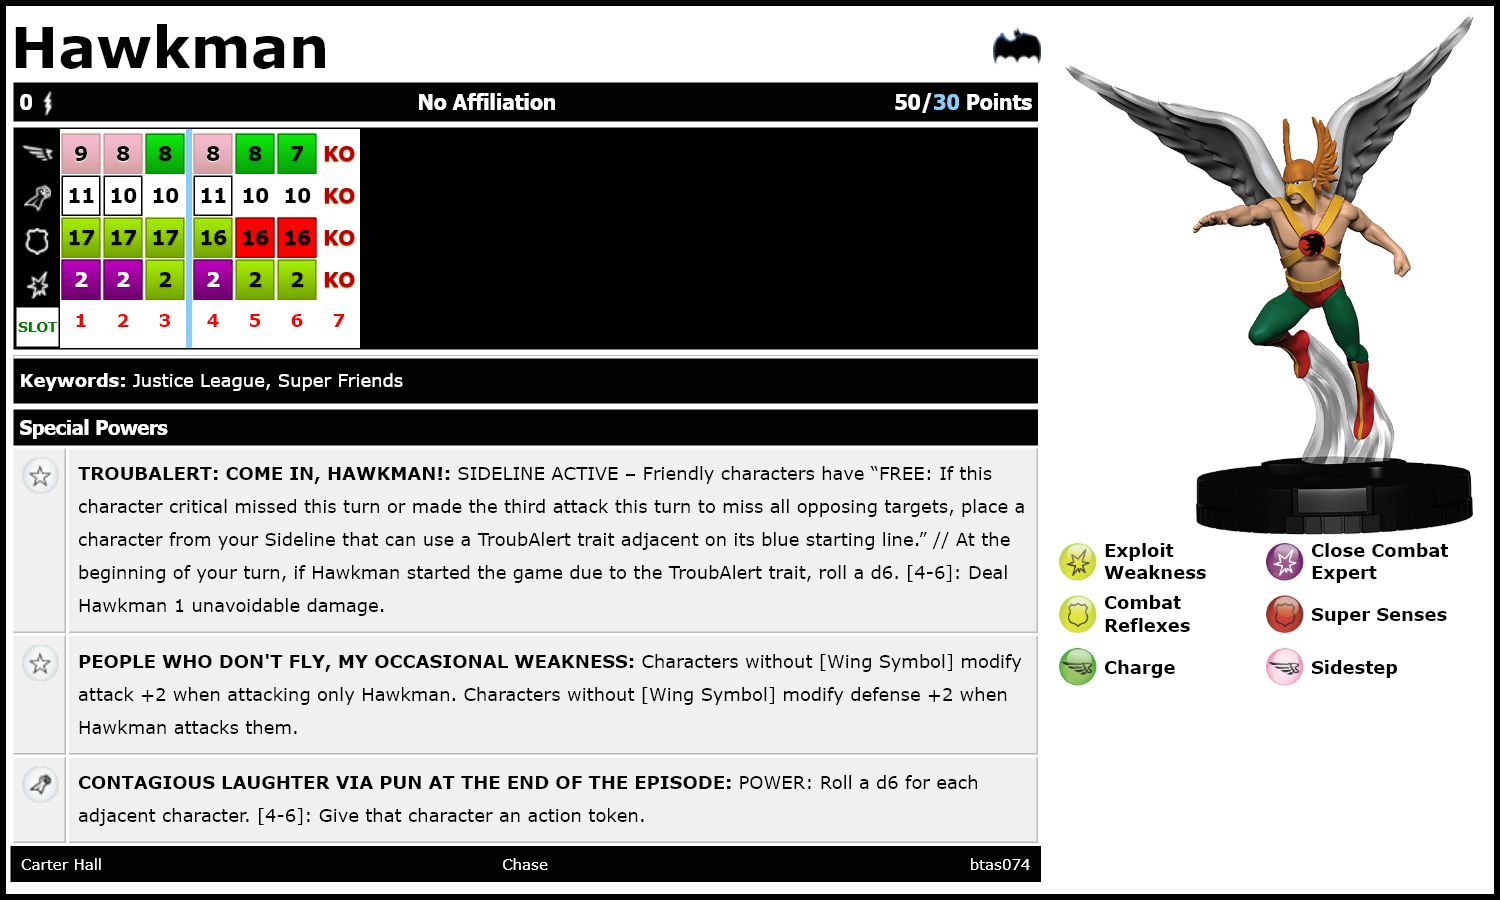 Hawkman
0 No Affiliation 50/30 Points
9 8 8 8 8 7 KO
11 10 10 11 10 10 KO
17 17 17 16 16 16 KO
2 2 2 2 2 2 KO
SLOT 1 2 3 4 5 6 7
Keywords: Justice League, Super Friends
Special Powers
TROUBALERT: COME IN, HAWKMAN!: SIDELINE ACTIVE – Friendly characters have “FREE: If this
character critical missed this turn or made the third attack this turn to miss all opposing targets, place a
character from your Sideline that can use a TroubAlert trait adjacent on its blue starting line.” // At the
beginning of your turn, if Hawkman started the game due to the TroubAlert trait, roll a d6. [4-6]: Deal
Hawkman 1 unavoidable damage.
PEOPLE WHO DON'T FLY, MY OCCASIONAL WEAKNESS: Characters without [Wing Symbol] modify
attack +2 when attacking only Hawkman. Characters without [Wing Symbol] modify defense +2 when
Hawkman attacks them.
CONTAGIOUS LAUGHTER VIA PUN AT THE END OF THE EPISODE: POWER: Roll a d6 for each
adjacent character. [4-6]: Give that character an action token.
Carter Hall Chase btas074
Exploit
Weakness
Close Combat
Expert
Combat
Reflexes
Super Senses
Charge
Sidestep